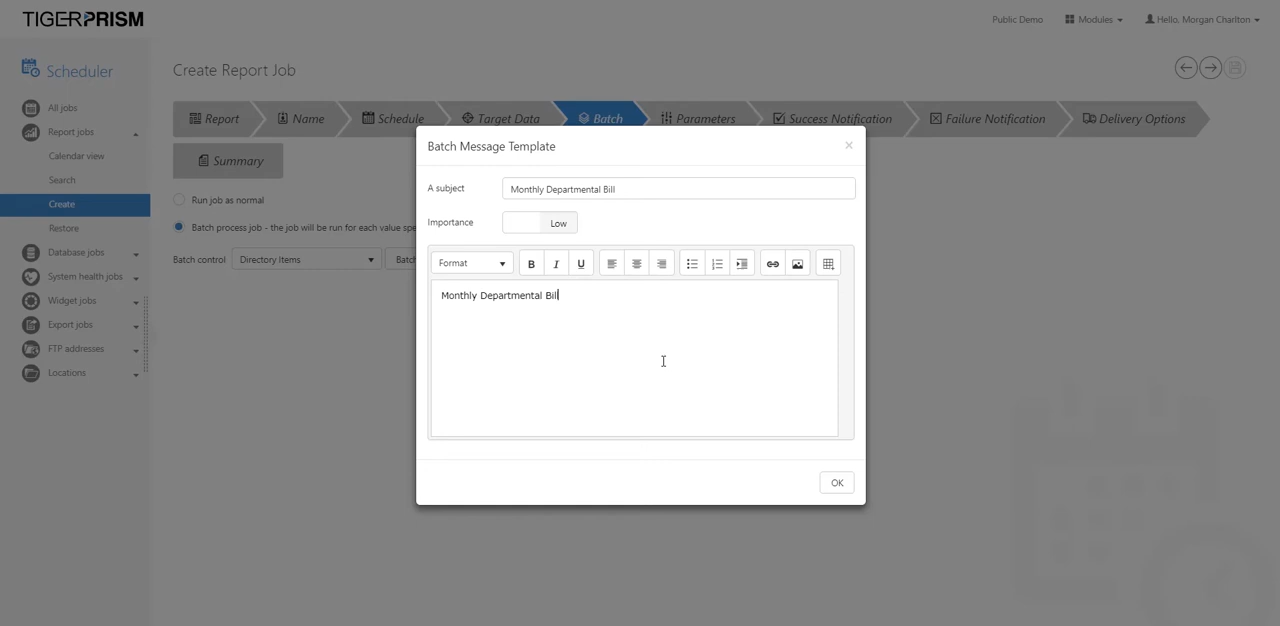 TIGERPRISM
Public Demo
Modules
Hello, Morgan Charlton
Scheduler
Create Report Job
All jobs
Report jobs
Calendar view
Search
Create
Restore
Database jobs
System health jobs
Widget jobs
Export jobs
FTP addresses
Locations
Report
Name
Schedule
Target Data
Batch
Parameters
Success Notification
Failure Notification
Delivery Options
Summary
Run job as normal
Batch process job - the job will be run for each value spe
Batch control
Directory Items
Batc
Batch Message Template
×
A subject
Monthly Departmental Bill
Importance
Low
Format
B
I
U
Monthly Departmental Bill
OK